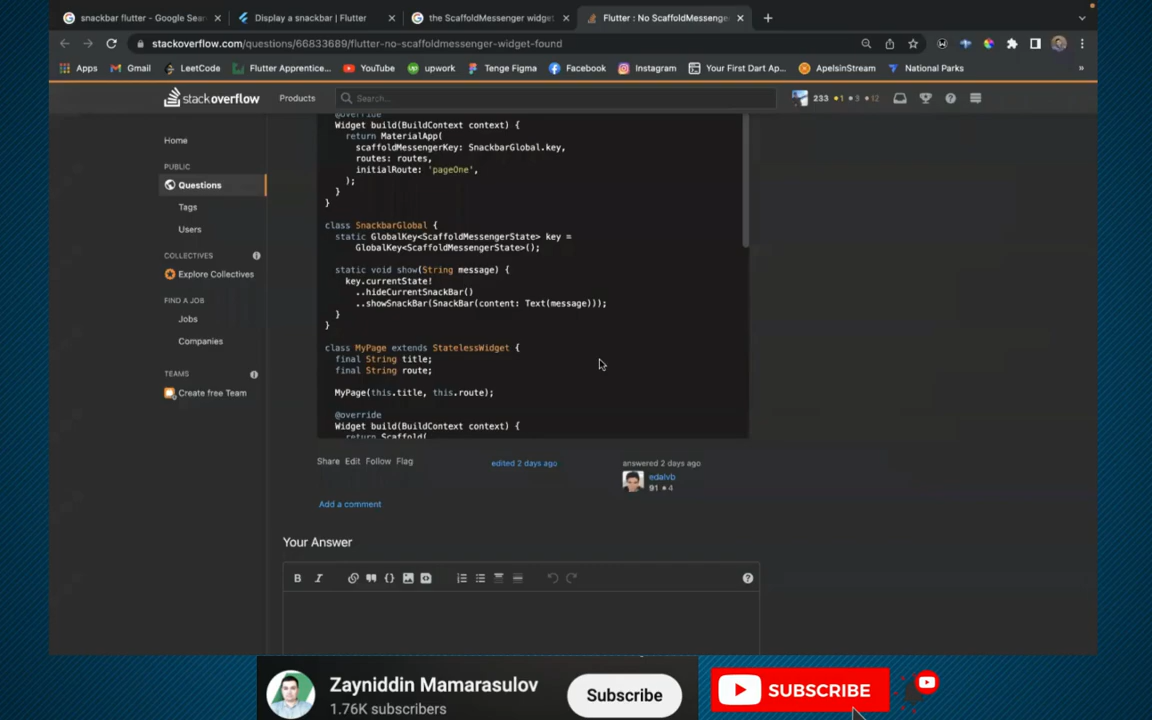 snackbar flutter - Google Sear
Display a snackbar | Flutter
the ScaffoldMessenger widget
Flutter : No ScaffoldMessenge
stackoverflow.com/questions/66833689/flutter-no-scaffoldmessenger-widget-found
Apps
Gmail
LeetCode
Flutter Apprentice...
YouTube
upwork
Tenge Figma
Facebook
Instagram
Your First Dart Ap...
ApelsinStream
National Parks
»
stackoverflow
Products
Search...
233 1 3 12
Home
PUBLIC
Questions
Tags
Users
COLLECTIVES
Explore Collectives
FIND A JOB
Jobs
Companies
TEAMS
Create free Team
@override
Widget build(BuildContext context) {
return MaterialApp(
scaffoldMessengerKey: SnackbarGlobal.key,
routes: routes,
initialRoute: 'pageOne',
);
}
}
class SnackbarGlobal {
static GlobalKey<ScaffoldMessengerState> key =
GlobalKey<ScaffoldMessengerState>();
static void show(String message) {
key.currentState!
..hideCurrentSnackBar()
..showSnackBar(SnackBar(content: Text(message)));
}
}
class MyPage extends StatelessWidget {
final String title;
final String route;
MyPage(this.title, this.route);
@override
Widget build(BuildContext context) {
return Scaffold(
Share Edit Follow Flag
edited 2 days ago
answered 2 days ago
edalvb
91 4
Add a comment
Your Answer
B I
Zayniddin Mamarasulov
1.76K subscribers
Subscribe
SUBSCRIBE